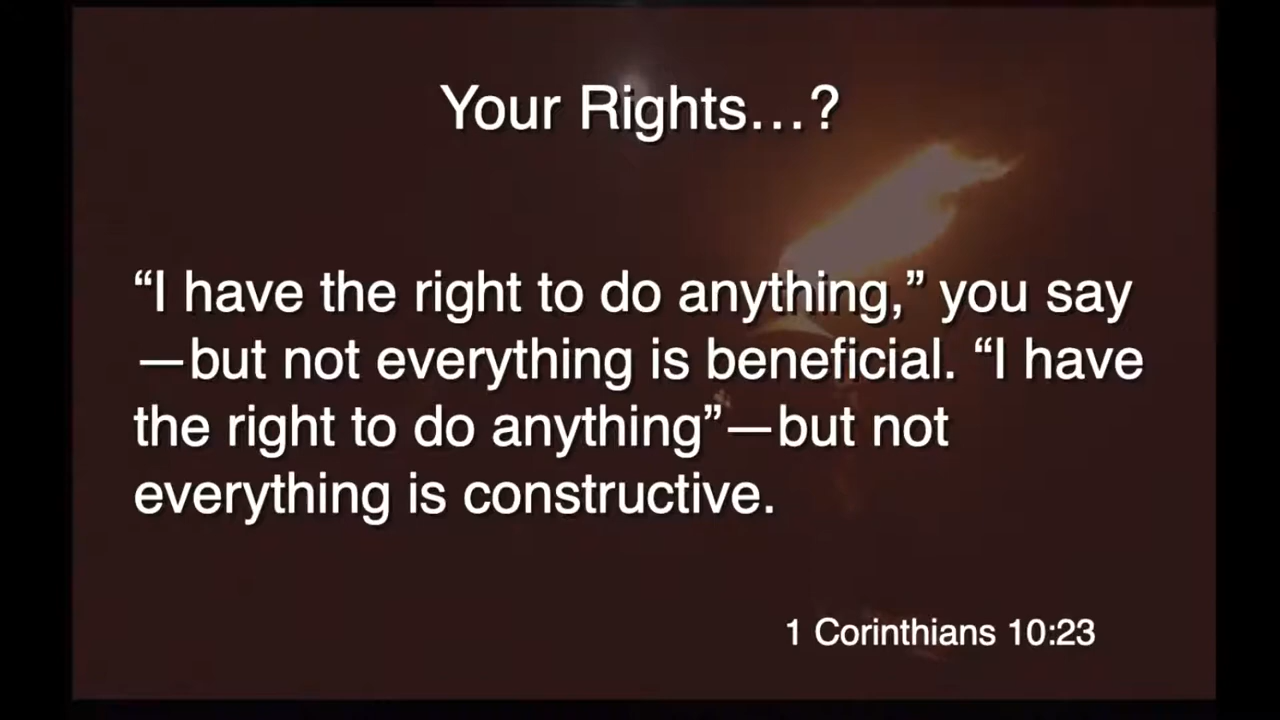 Your Rights…?
“I have the right to do anything,” you say
—but not everything is beneficial. “I have
the right to do anything”—but not
everything is constructive.
1 Corinthians 10:23